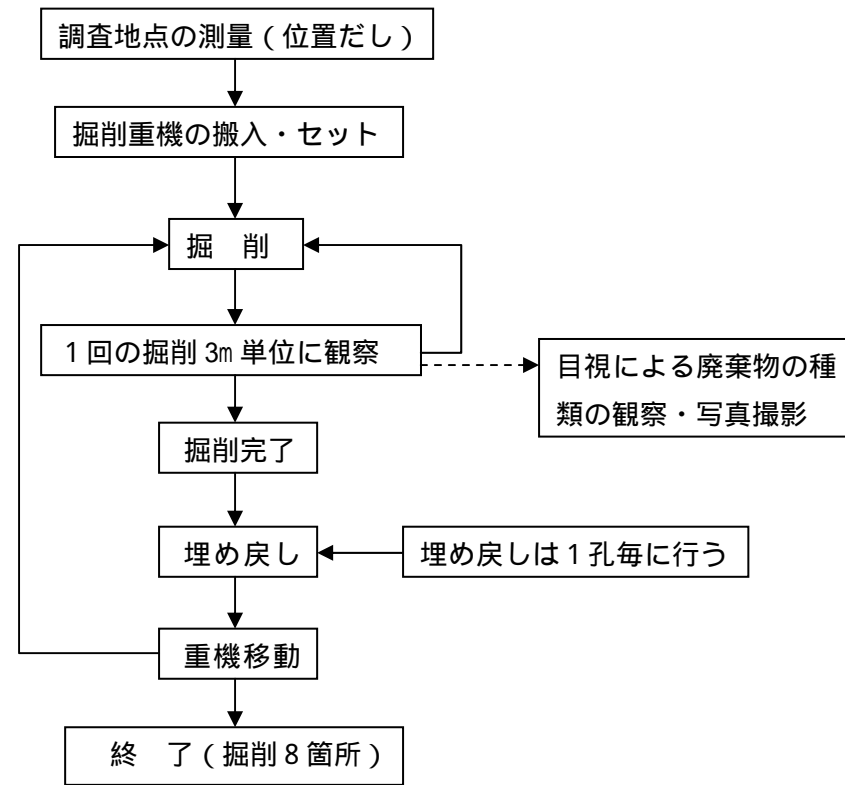 調査地点の測量(位置だし)
掘削重機の搬入・セット
掘　削
1回の掘削3㎡単位に観察
目視による廃棄物の種
類の観察・写真撮影
掘削完了
埋め戻し
埋め戻しは1孔毎に行う
重機移動
終　了(掘削8箇所)